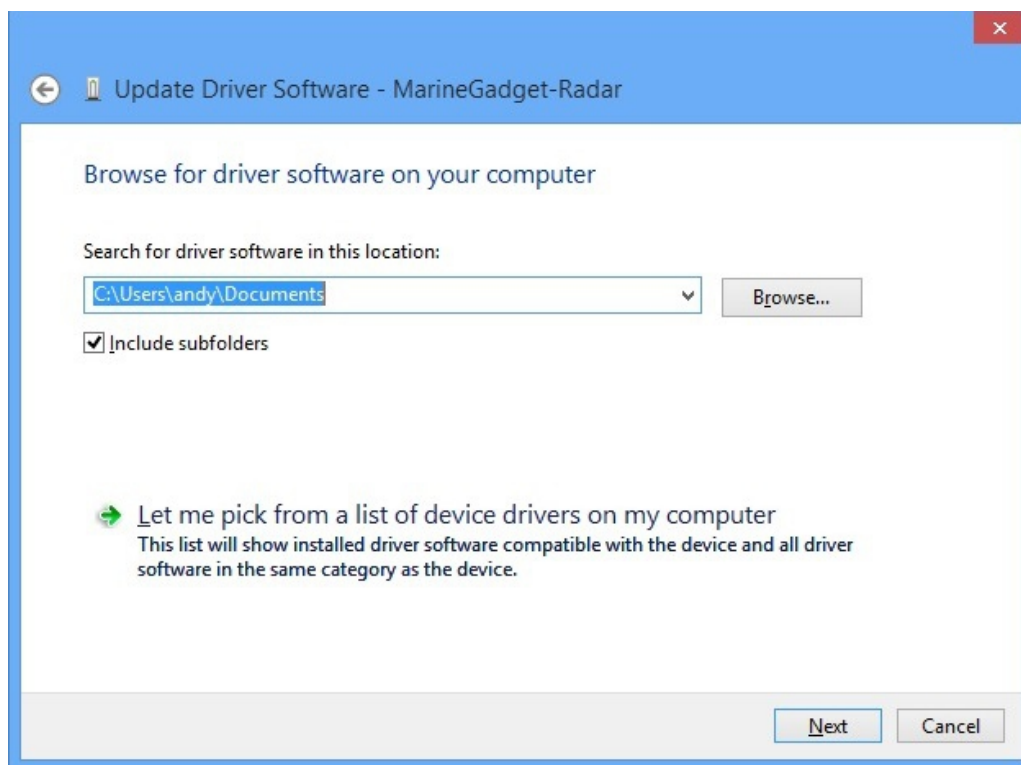 Update Driver Software - MarineGadget-Radar
Browse for driver software on your computer
Search for driver software in this location:
C:\Users\andy\Documents
Browse...
Include subfolders
Let me pick from a list of device drivers on my computer
This list will show installed driver software compatible with the device and all driver
software in the same category as the device.
Next
Cancel